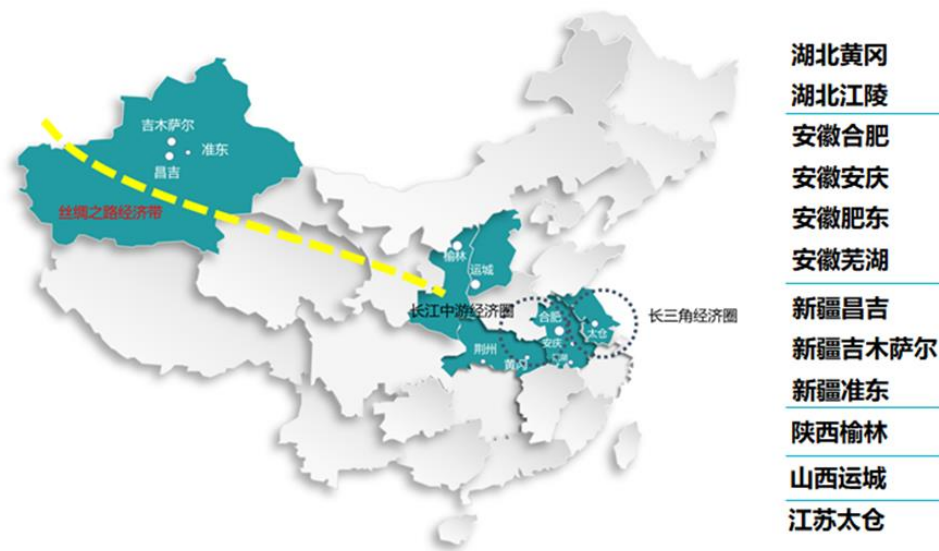 吉木萨尔
准东
昌吉
丝绸之路经济带
榆林
运城
长江中游经济圈
合肥
太仓
长三角经济圈
安庆
荆州
黄冈
湖北黄冈
湖北江陵
安徽合肥
安徽安庆
安徽肥东
安徽芜湖
新疆昌吉
新疆吉木萨尔
新疆准东
陕西榆林
山西运城
江苏太仓